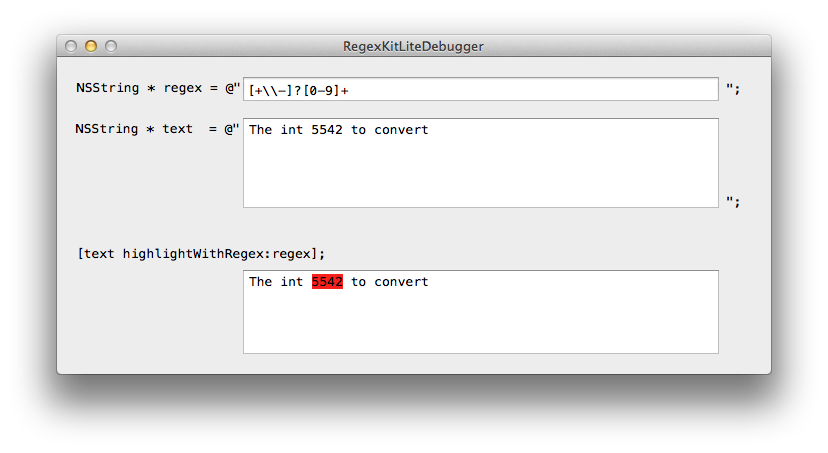 RegexKitLiteDebugger
NSString * regex = @" [+\\-]?[0-9]+ ";
NSString * text = @" The int 5542 to convert
";
[text highlightWithRegex:regex];
The int 5542 to convert